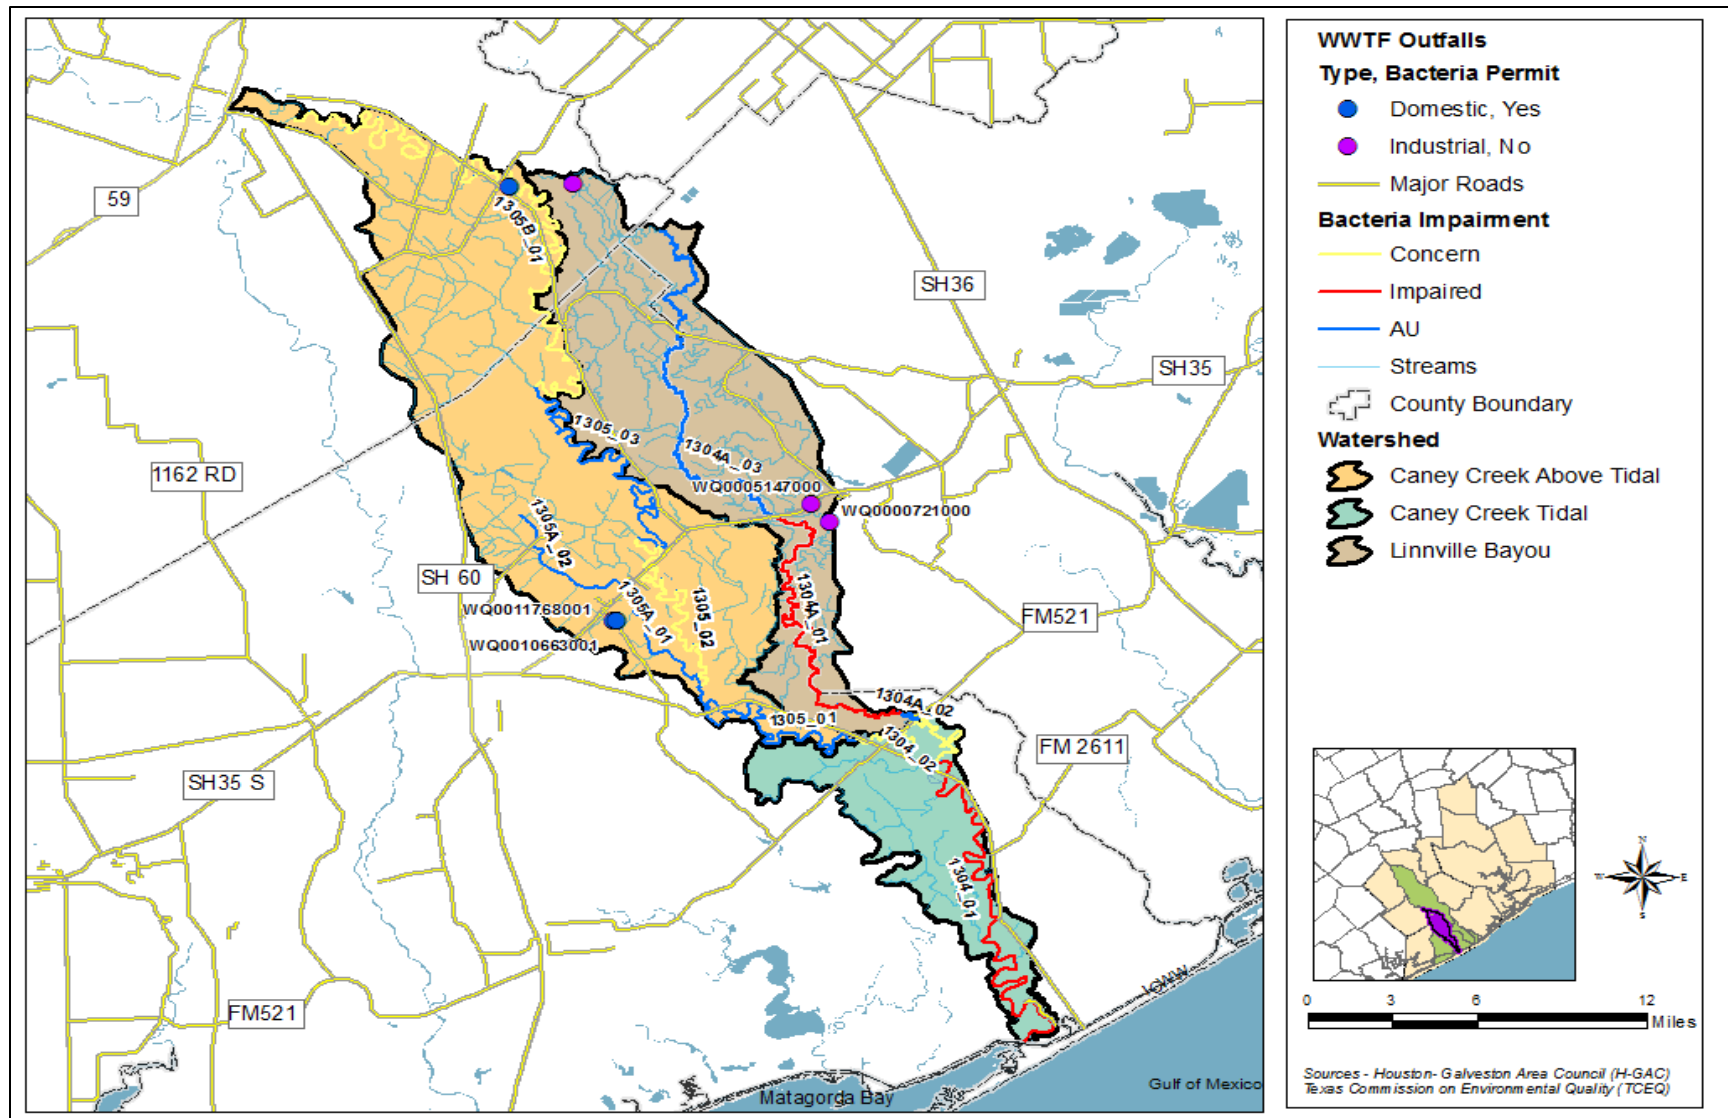 59
SH36
SH35
1162 RD
SH 60
FM521
FM 2611
SH35 S
FM521
1305B_01
1305_03
1304A_03
WQ0005147000
WQ0000721000
1305A_02
WQ0011768001
1305A_01
1305_02
1304A_01
WQ0010663001
1304A_02
1305_01
1304_02
1304_01
IGWW
Gulf of Mexico
Matagorda Bay
WWTF Outfalls
Type, Bacteria Permit
Domestic, Yes
Industrial, No
Major Roads
Bacteria Impairment
Concern
Impaired
AU
Streams
County Boundary
Watershed
Caney Creek Above Tidal
Caney Creek Tidal
Linnville Bayou
N
W E
S
0 3 6 12
Miles
Sources - Houston- Galveston Area Council (H-GAC)
Texas Commission on Environmental Quality (TCEQ)